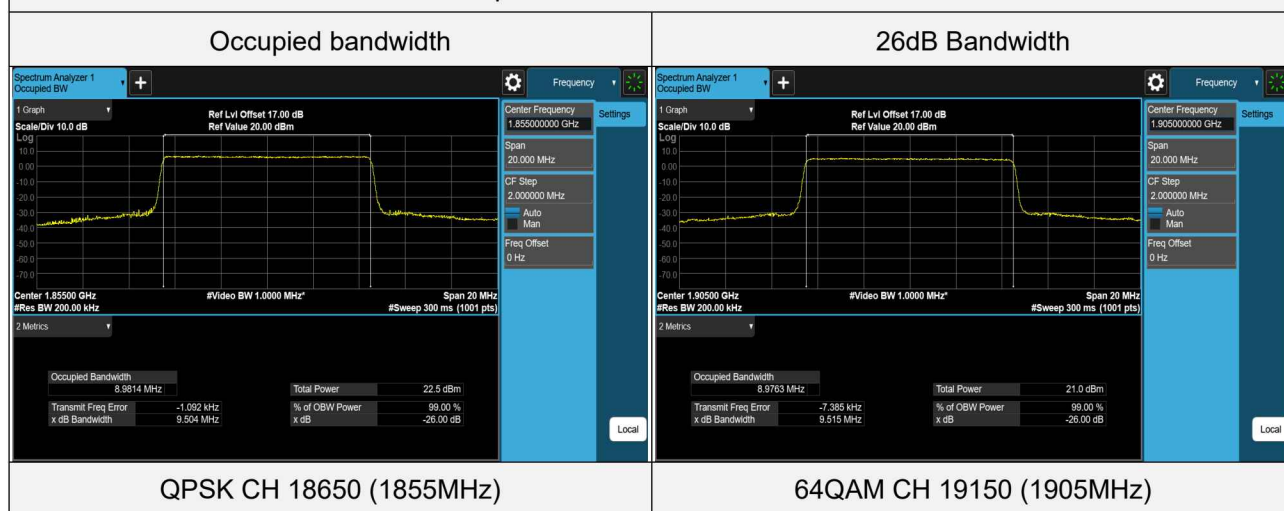 Occupied bandwidth
26dB Bandwidth
Spectrum Analyzer 1
Occupied BW
+
Frequency
1 Graph
Scale/Div 10.0 dB
Ref Lvl Offset 17.00 dB
Ref Value 20.00 dBm
Log
10.0
0.00
-10.0
-20.0
-30.0
-40.0
-50.0
-60.0
-70.0
Center 1.85500 GHz
#Video BW 1.0000 MHz*
Span 20 MHz
#Res BW 200.00 kHz
#Sweep 300 ms (1001 pts)
Center Frequency
1.855000000 GHz
Settings
Span
20.000 MHz
CF Step
2.000000 MHz
Auto
Man
Freq Offset
0 Hz
2 Metrics
Occupied Bandwidth
8.9814 MHz
Total Power 22.5 dBm
Transmit Freq Error -1.092 kHz % of OBW Power 99.00 %
x dB Bandwidth 9.504 MHz x dB -26.00 dB
Local
Spectrum Analyzer 1
Occupied BW
+
Frequency
1 Graph
Scale/Div 10.0 dB
Ref Lvl Offset 17.00 dB
Ref Value 20.00 dBm
Log
10.0
0.00
-10.0
-20.0
-30.0
-40.0
-50.0
-60.0
-70.0
Center 1.90500 GHz
#Video BW 1.0000 MHz*
Span 20 MHz
#Res BW 200.00 kHz
#Sweep 300 ms (1001 pts)
Center Frequency
1.905000000 GHz
Settings
Span
20.000 MHz
CF Step
2.000000 MHz
Auto
Man
Freq Offset
0 Hz
2 Metrics
Occupied Bandwidth
8.9763 MHz
Total Power 21.0 dBm
Transmit Freq Error -7.385 kHz % of OBW Power 99.00 %
x dB Bandwidth 9.515 MHz x dB -26.00 dB
Local
QPSK CH 18650 (1855MHz)
64QAM CH 19150 (1905MHz)